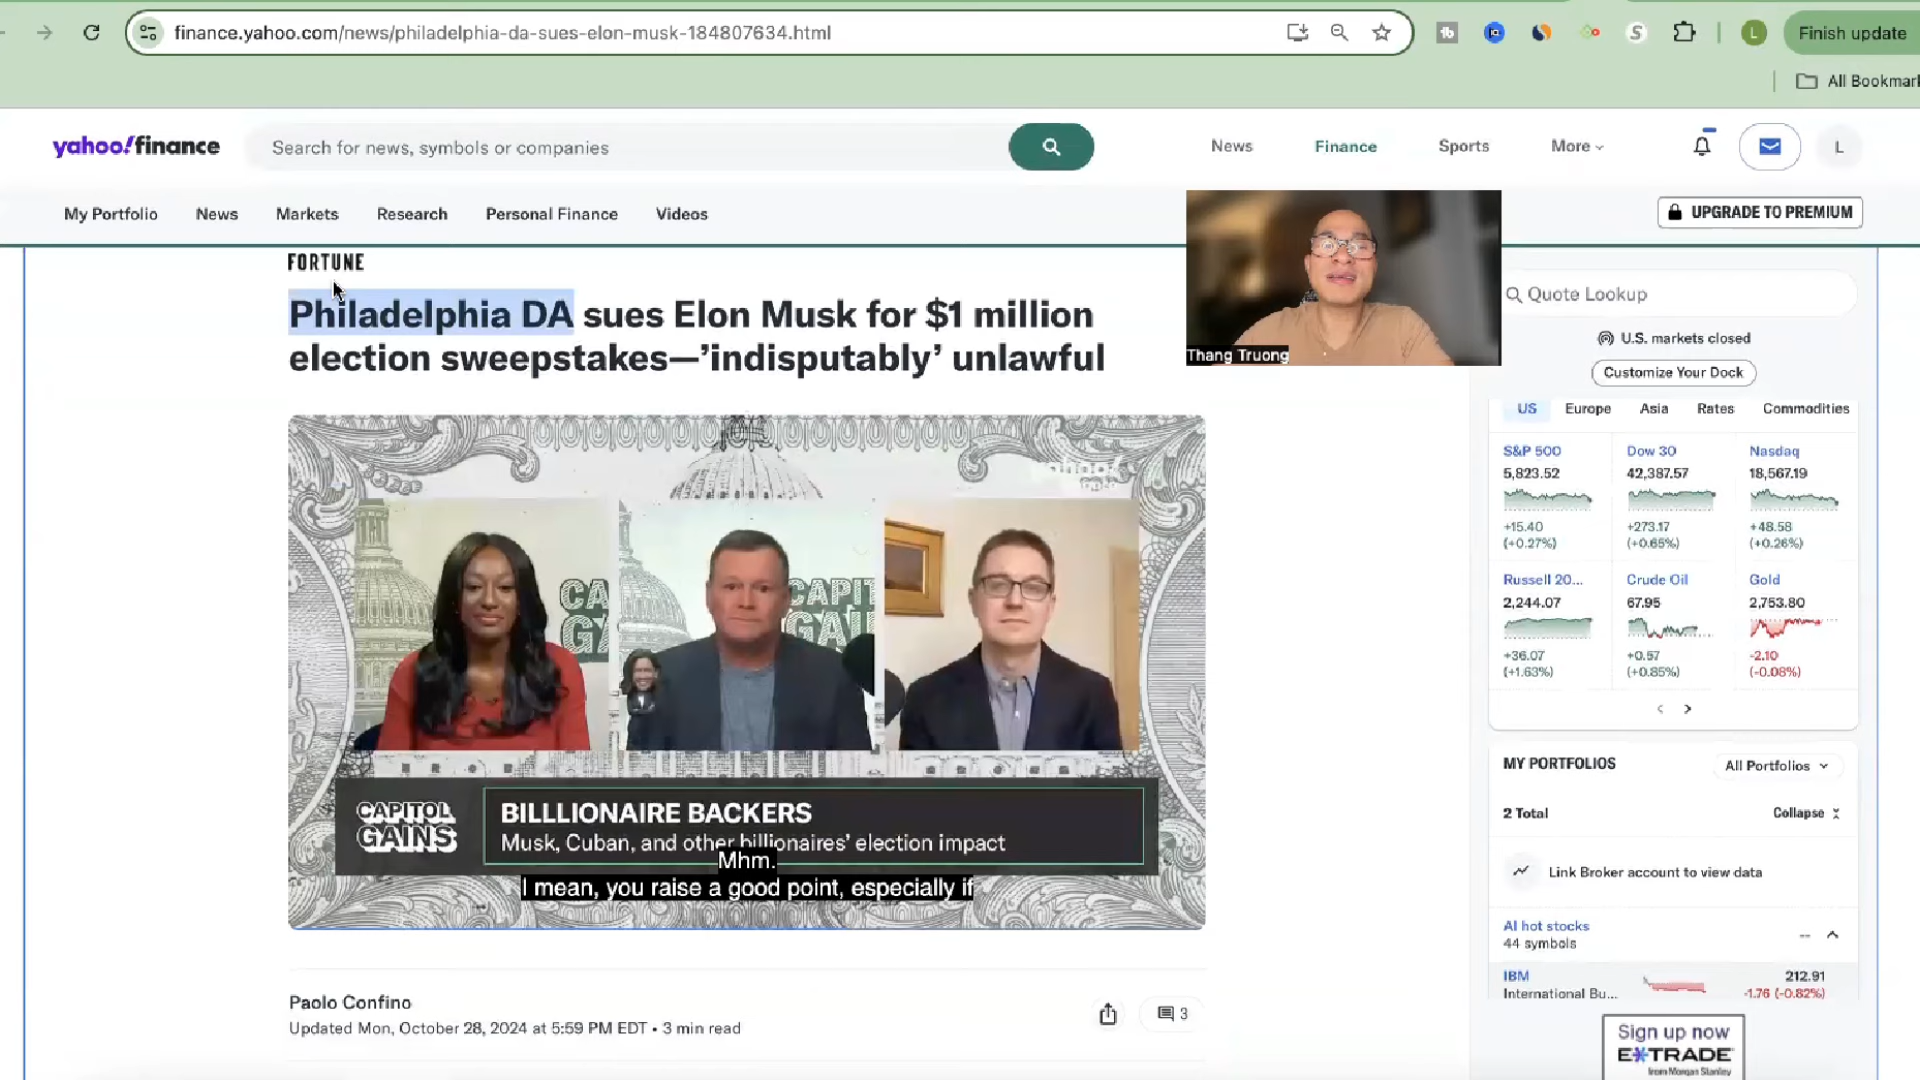 finance.yahoo.com/news/philadelphia-da-sues-elon-musk-184807634.html
L
Finish update
All Bookmark
yahoo!finance
Search for news, symbols or companies
News
Finance
Sports
More
L
My Portfolio
News
Markets
Research
Personal Finance
Videos
UPGRADE TO PREMIUM
FORTUNE
Philadelphia DA sues Elon Musk for $1 million
election sweepstakes—’indisputably’ unlawful
Thang Truong
CAPITOL
GAINS
BILLLIONAIRE BACKERS
Musk, Cuban, and other billionaires’ election impact
Mhm.
I mean, you raise a good point, especially if
Paolo Confino
Updated Mon, October 28, 2024 at 5:59 PM EDT • 3 min read
3
Quote Lookup
U.S. markets closed
Customize Your Dock
US Europe Asia Rates Commodities
S&P 500 Dow 30 Nasdaq
5,823.52 42,387.57 18,567.19
+15.40 +273.17 +48.58
(+0.27%) (+0.65%) (+0.26%)
Russell 20... Crude Oil Gold
2,244.07 67.95 2,753.80
+36.07 +0.57 -2.10
(+1.63%) (+0.85%) (-0.08%)
MY PORTFOLIOS
All Portfolios
2 Total
Collapse
Link Broker account to view data
AI hot stocks
--
44 symbols
IBM 212.91
International Bu... -1.76 (-0.82%)
Sign up now
E*TRADE
from Morgan Stanley